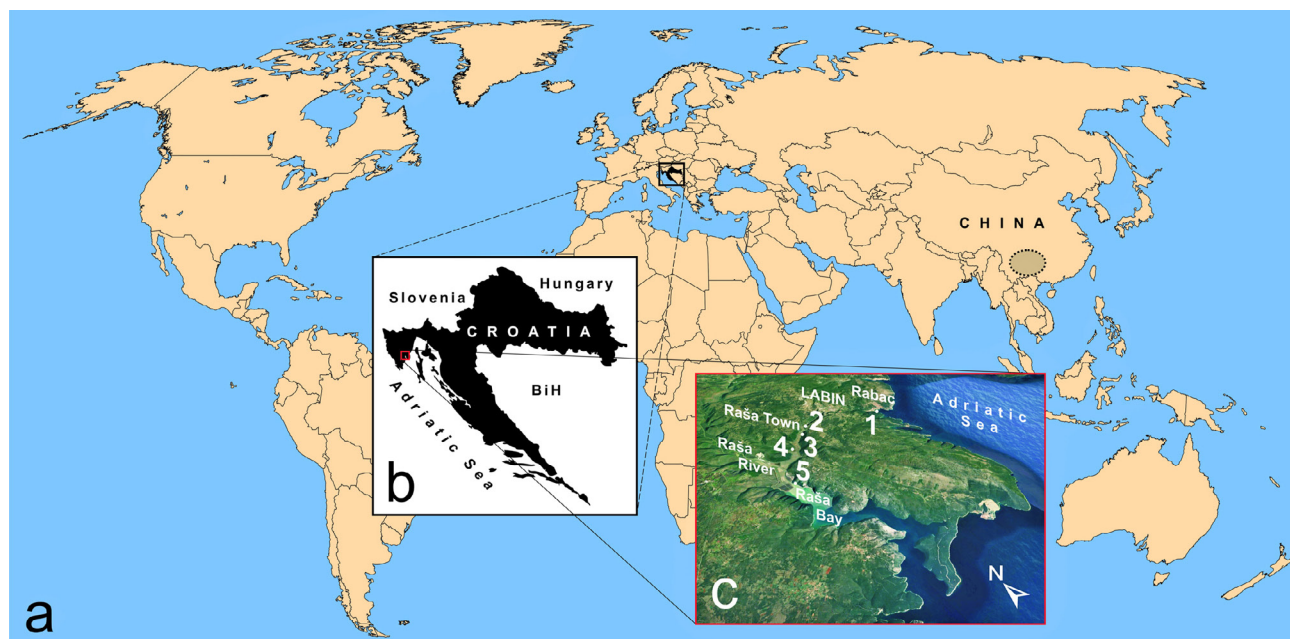 CHINA
Slovenia
Hungary
CROATIA
BiH
Adriatic Sea
b
LABIN
Rabac
Adriatic
Sea
Raša Town
2
1
Raša
4
3
River
5
Raša
Bay
N
c
a